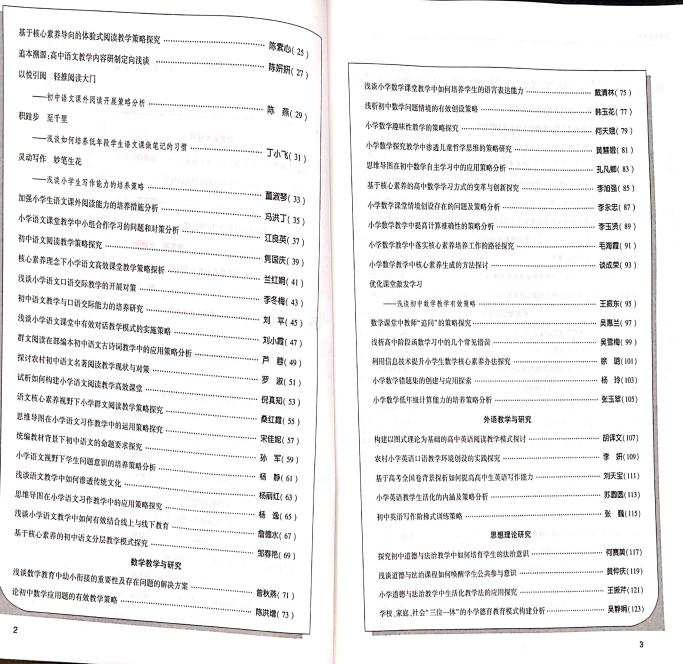 基于核心素养导向的体验式阅读教学策略探究 陈素心( 25 )
追本溯源:高中语文教学内容研制定向浅谈 陈妍妍( 27 )
以悦引阅 轻推阅读大门
——初中语文课外阅读开展策略分析 陈 燕( 29 )
积跬步 至千里
——浅谈如何培养低年段学生语文课做笔记的习惯 丁小飞( 31 )
灵动写作 妙笔生花
——浅谈小学生写作能力的培养策略 董淑琴( 33 )
加强小学生语文课外阅读能力的培养措施分析 冯洪丁( 35 )
小学语文课堂教学中小组合作学习的问题和对策分析 江良英( 37 )
初中语文阅读教学策略探究 隽国庆( 39 )
核心素养理念下小学语文高效课堂教学策略探析 兰红娟( 41 )
浅谈小学语文口语交际教学的开展对策 李冬梅( 43 )
初中语文教学与口语交际能力的培养研究 刘 平( 45 )
浅谈小学语文课堂中有效对话教学模式的实施策略 刘小霞( 47 )
群文阅读在部编本初中语文古诗词教学中的应用策略分析 芦 蓉( 49 )
探讨农村初中语文名著阅读教学现状与对策 罗 淑( 51 )
试析如何构建小学语文阅读教学高效课堂 倪真知( 53 )
语文核心素养视野下小学群文阅读教学策略探究 桑红霞( 55 )
思维导图在小学语文习作教学中的运用策略探究 宋佳妮( 57 )
统编教材背景下初中语文的命题要求探究 孙 军( 59 )
小学语文视野下学生问题意识的培养策略分析 杨 静( 61 )
浅谈语文教学中如何渗透传统文化 杨丽红( 63 )
思维导图在小学语文习作教学中的应用策略探究 杨 逸( 65 )
浅谈小学语文教学中如何有效结合线上与线下教育 詹德水( 67 )
基于核心素养的初中语文分层教学模式探究 邹春艳( 69 )
数学教学与研究
浅谈数学教育中幼小衔接的重要性及存在问题的解决方案 曾秋燕( 71 )
论初中数学应用题的有效教学策略 陈洪增( 73 )
2
浅谈小学数学课堂教学中如何培养学生的语言表达能力 戴清林( 75 )
浅析初中数学问题情境的有效创设策略 韩玉花( 77 )
小学数学趣味性教学的策略探究 何天娥( 79 )
小学数学探究教学中渗透儿童哲学思维的策略研究 黄慧娥( 81 )
思维导图在初中数学自主学习中的应用策略分析 孔凡卿( 83 )
基于核心素养的高中数学学习方式的变革与创新探究 李旭强( 85 )
小学数学课堂情境创设存在的问题及策略分析 李永忠( 87 )
小学数学教学中提高计算准确性的策略分析 李玉贤( 89 )
小学数学教学中落实核心素养培养工作的路径探究 毛海霞( 91 )
小学数学教学中核心素养生成的方法探讨 谈成荣( 93 )
优化课堂激发学习
——浅谈初中数学教学有效策略 王振东( 95 )
数学课堂中教师“追问”的策略探究 吴惠兰( 97 )
浅析高中阶段函数学习中的几个常见错误 吴雪梅( 99 )
利用信息技术提升小学生数学核心素养办法探究 徐 璐(101)
小学数学错题集的创建与应用探索 杨 玲(103)
小学数学低年级计算能力的培养策略分析 张玉翠(105)
外语教学与研究
构建以图式理论为基础的高中英语阅读教学模式探讨 胡译文(107)
农村小学英语口语教学环境创设的实践探究 李 妍(109)
基于高考全国卷背景探析如何提高高中生英语写作能力 刘天宝(111)
小学英语教学生活化的内涵及策略分析 苏圆圆(113)
初中英语写作阶梯式训练策略 张 巍(115)
思想理论研究
探究初中道德与法治教学中如何培育学生的法治意识 何赛英(117)
浅谈道德与法治课程如何唤醒学生公共参与意识 黄仲庆(119)
小学道德与法治教学中生活化教学法的应用探究 王振芹(121)
学校、家庭、社会“三位一体”的小学德育教育模式构建分析 吴静娟(123)
3